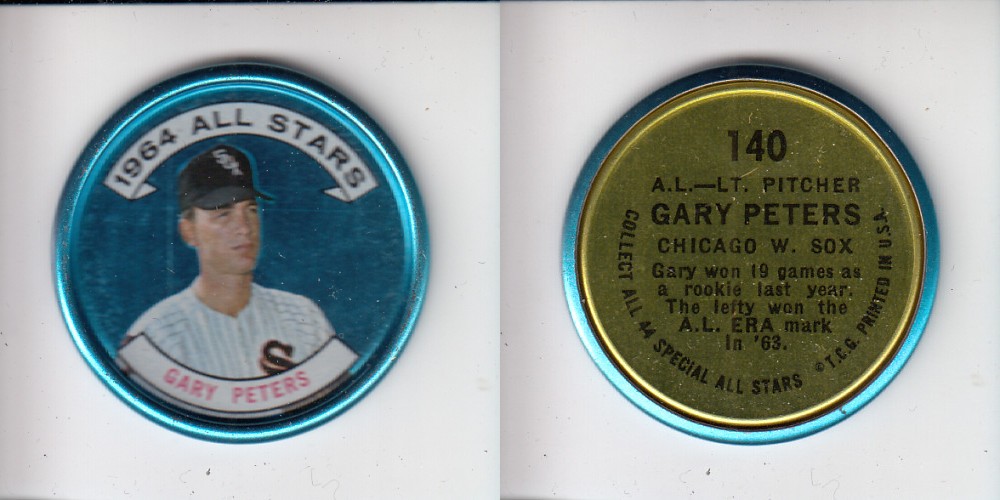 1964 ALL STARS
Sox
S
GARY PETERS
140
A.L.—LT. PITCHER
GARY PETERS
CHICAGO W. SOX
Gary won 19 games as
a rookie last year.
The lefty won the
A.L. ERA mark
In '63.
COLLECT ALL 44 SPECIAL ALL STARS
©T.C.G. PRINTED IN U.S.A.